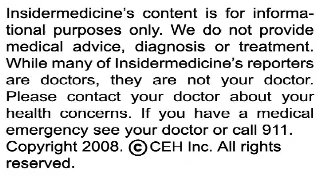 Insidermedicine's content is for informa-
tional purposes only. We do not provide
medical advice, diagnosis or treatment.
While many of Insidermedicine's reporters
are doctors, they are not your doctor.
Please contact your doctor about your
health concerns. If you have a medical
emergency see your doctor or call 911.
Copyright 2008. ©CEH Inc. All rights
reserved.